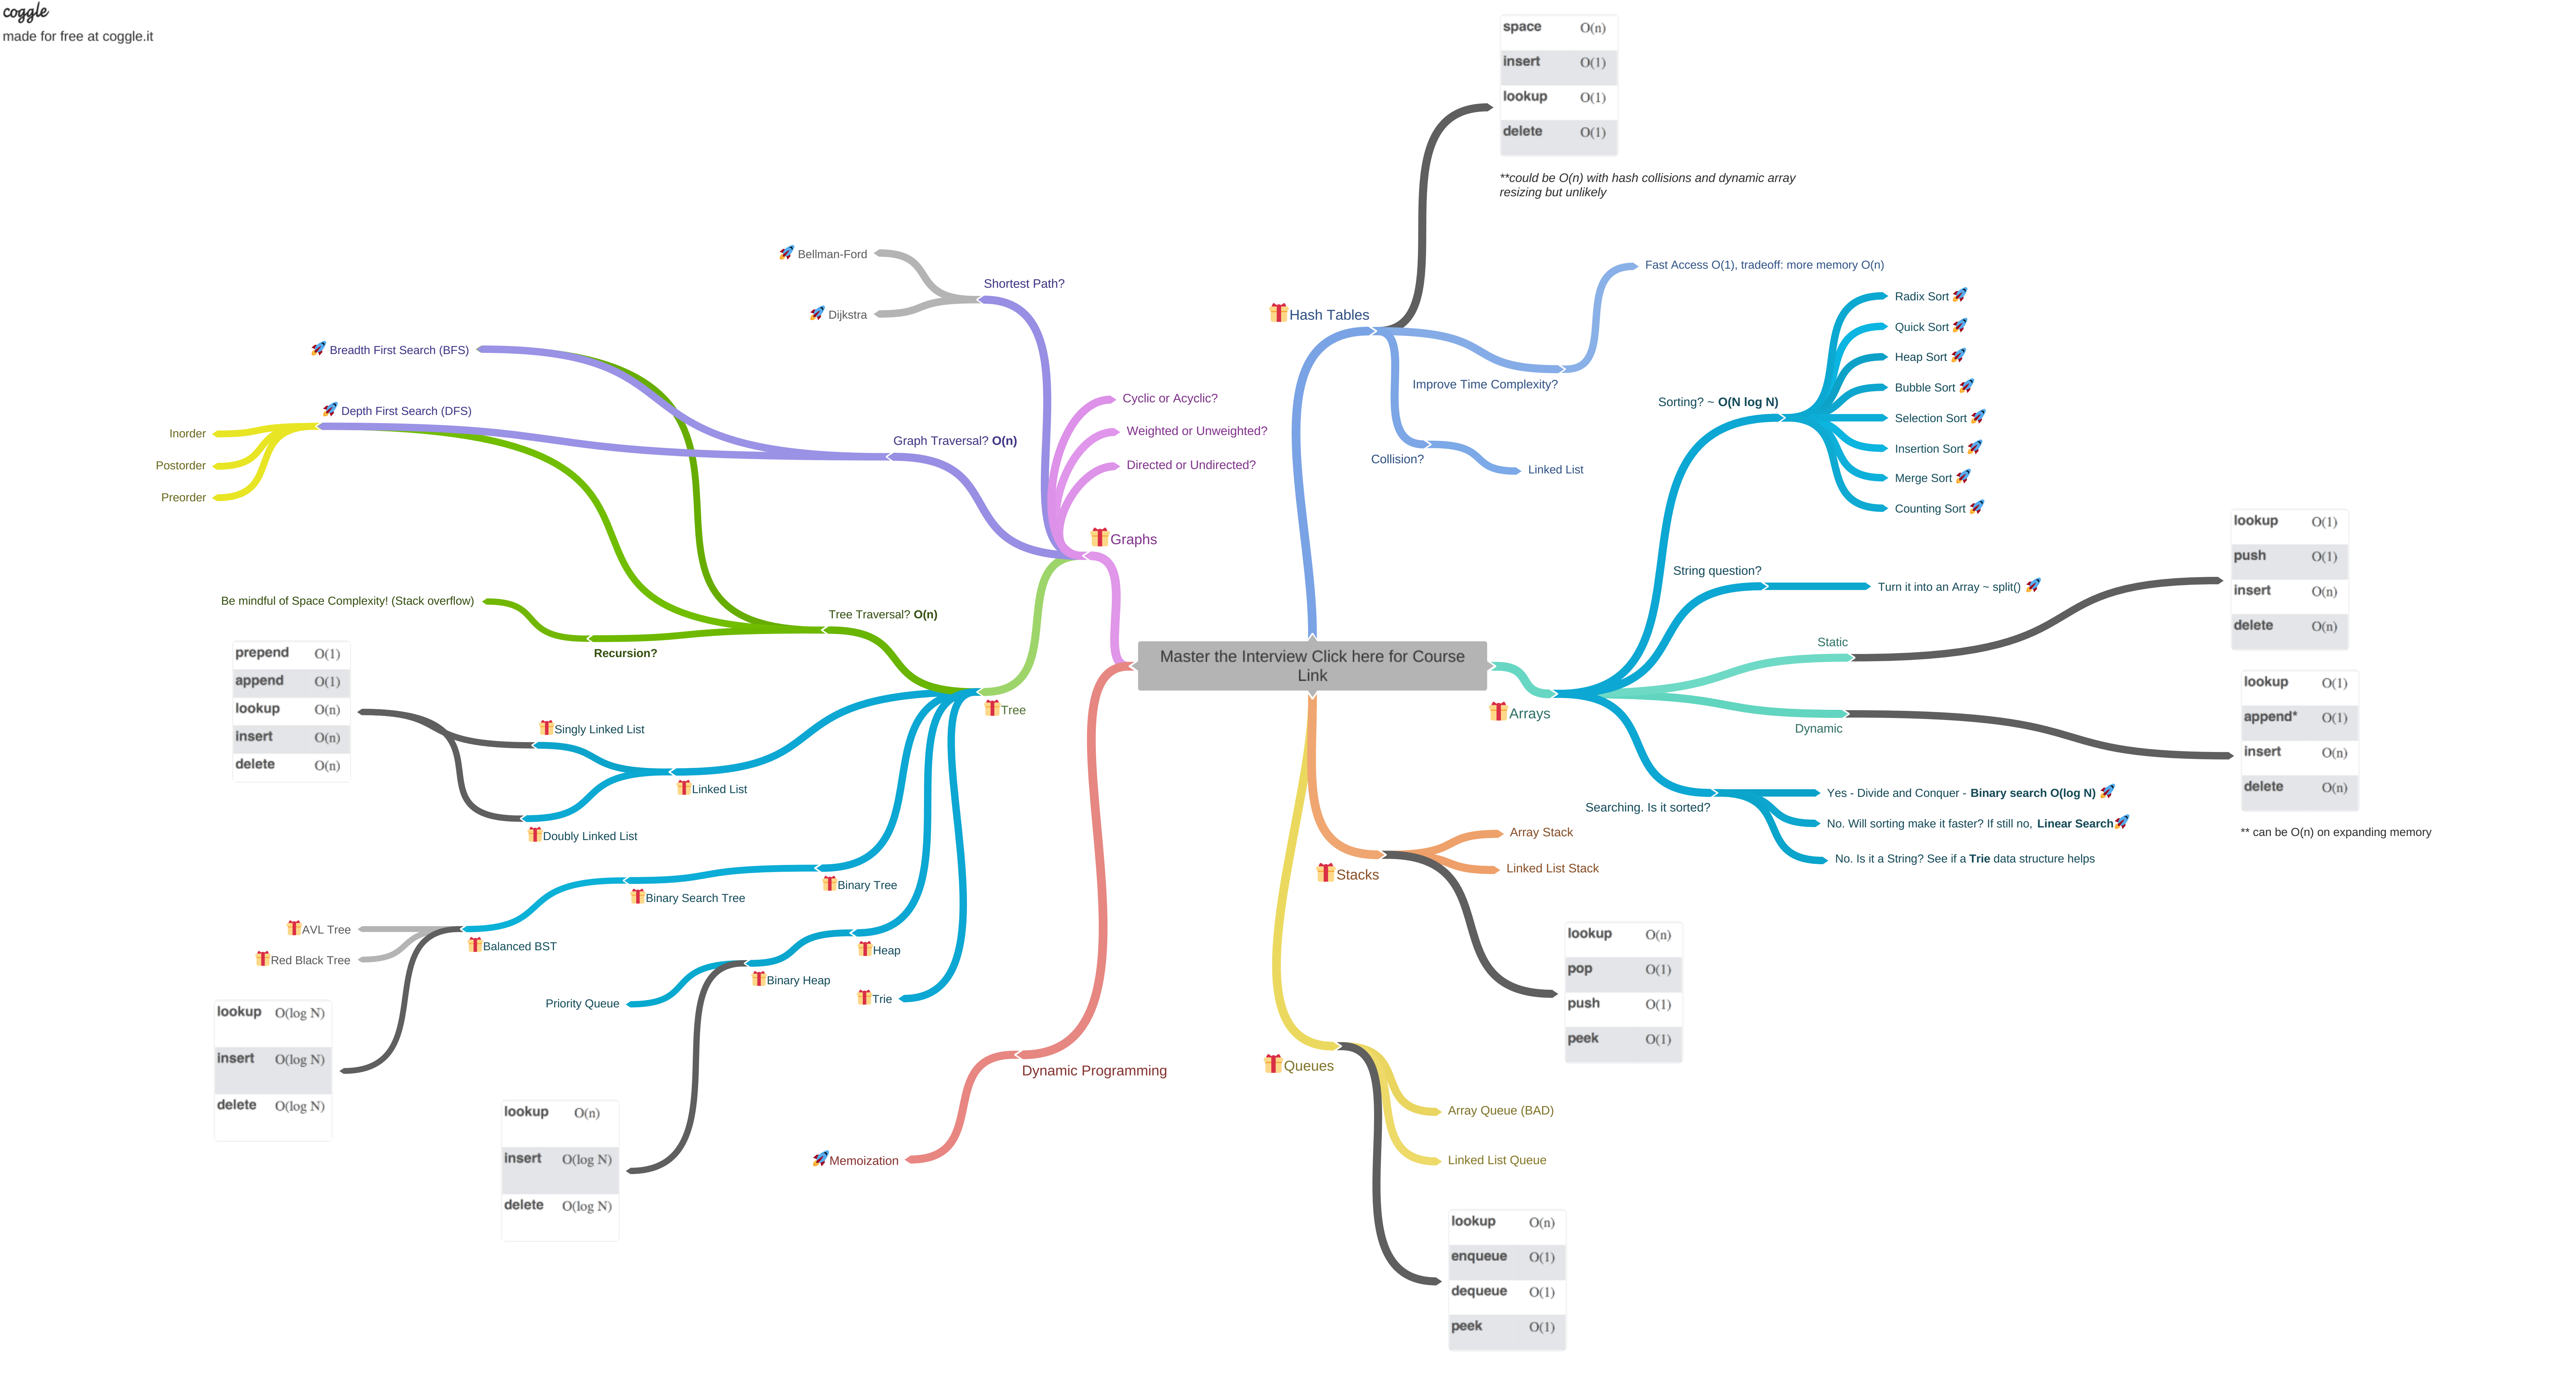 coggle
made for free at coggle.it
space O(n)
insert O(1)
lookup O(1)
delete O(1)
**could be O(n) with hash collisions and dynamic array
resizing but unlikely
Bellman-Ford
Dijkstra
Shortest Path?
Breadth First Search (BFS)
Depth First Search (DFS)
Inorder
Postorder
Preorder
Graph Traversal? O(n)
Cyclic or Acyclic?
Weighted or Unweighted?
Directed or Undirected?
Graphs
Hash Tables
Improve Time Complexity?
Fast Access O(1), tradeoff: more memory O(n)
Collision?
Linked List
Sorting? ~ O(N log N)
Radix Sort
Quick Sort
Heap Sort
Bubble Sort
Selection Sort
Insertion Sort
Merge Sort
Counting Sort
String question?
Turn it into an Array ~ split()
Static
lookup O(1)
push O(1)
insert O(n)
delete O(n)
Dynamic
lookup O(1)
append* O(1)
insert O(n)
delete O(n)
** can be O(n) on expanding memory
Master the Interview Click here for Course
Link
Arrays
Searching. Is it sorted?
Yes - Divide and Conquer - Binary search O(log N)
No. Will sorting make it faster? If still no, Linear Search
No. Is it a String? See if a Trie data structure helps
Be mindful of Space Complexity! (Stack overflow)
Recursion?
Tree Traversal? O(n)
Tree
prepend O(1)
append O(1)
lookup O(n)
insert O(n)
delete O(n)
Singly Linked List
Doubly Linked List
Linked List
Binary Tree
Binary Search Tree
Balanced BST
AVL Tree
Red Black Tree
lookup O(log N)
insert O(log N)
delete O(log N)
Heap
Binary Heap
Priority Queue
Trie
lookup O(n)
insert O(log N)
delete O(log N)
Dynamic Programming
Memoization
Stacks
Array Stack
Linked List Stack
lookup O(n)
pop O(1)
push O(1)
peek O(1)
Queues
Array Queue (BAD)
Linked List Queue
lookup O(n)
enqueue O(1)
dequeue O(1)
peek O(1)